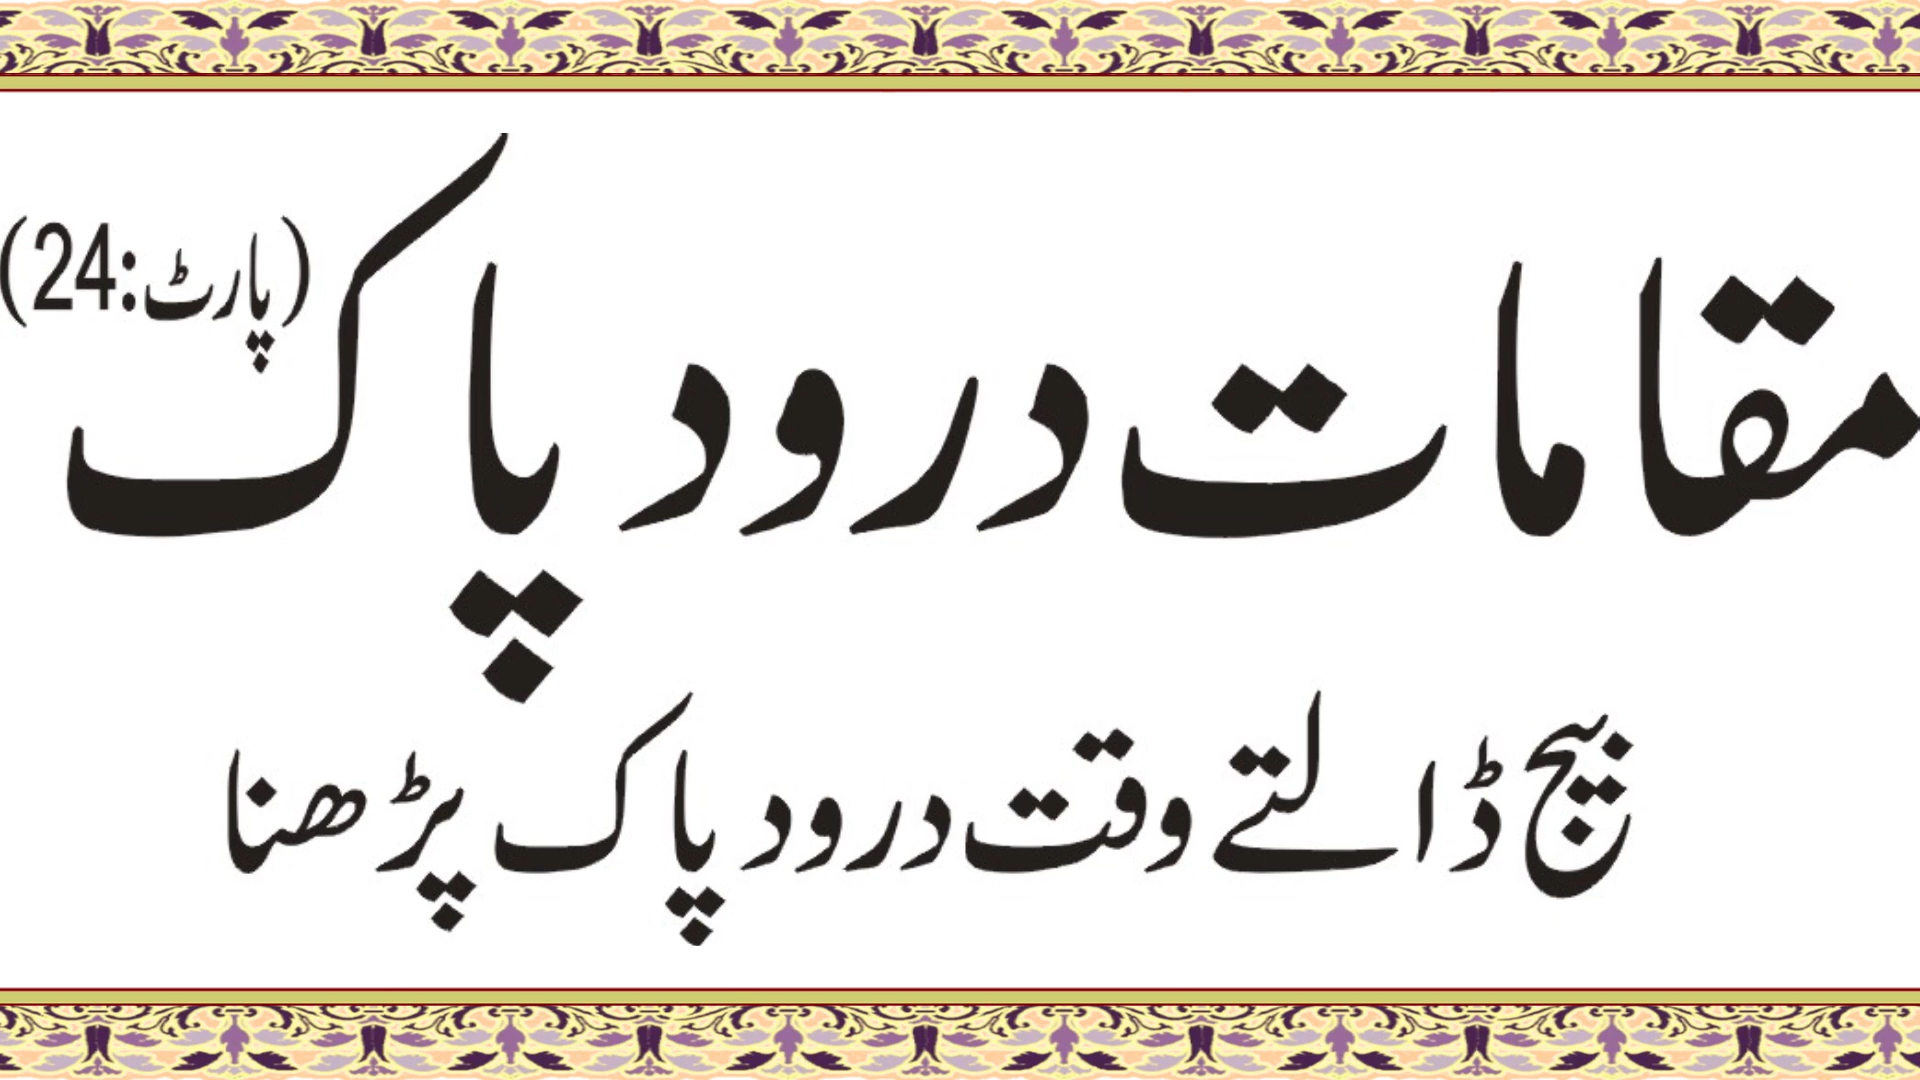 مقامات درود پاک (پارٹ:24)
بیج ڈالتے وقت درود پاک پڑھنا